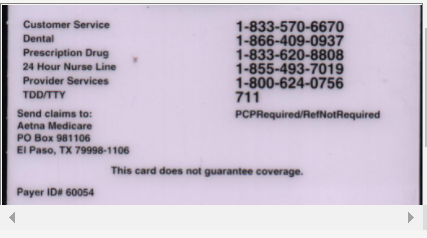 Customer Service 1-833-570-6670
Dental 1-866-409-0937
Prescription Drug 1-833-620-8808
24 Hour Nurse Line 1-855-493-7019
Provider Services 1-800-624-0756
TDD/TTY 711
Send claims to: PCPRequired/RefNotRequired
Aetna Medicare
PO Box 981106
El Paso, TX 79998-1106
This card does not guarantee coverage.
Payer ID# 60054